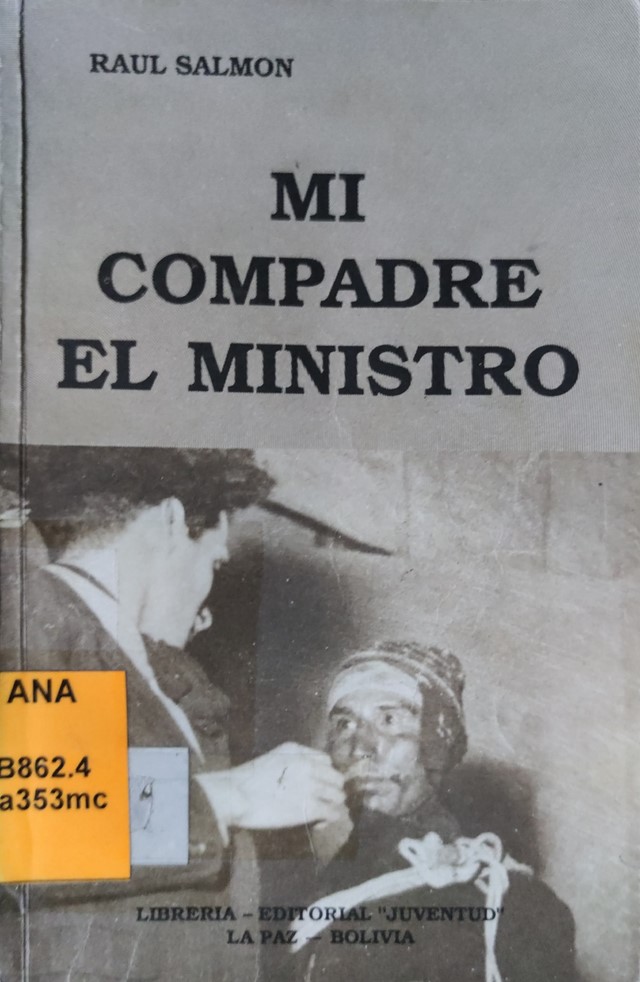 RAUL SALMON
MI
COMPADRE
EL MINISTRO
ANA
B862.4
a353mc
LIBRERIA - EDITORIAL "JUVENTUD"
LA PAZ - BOLIVIA